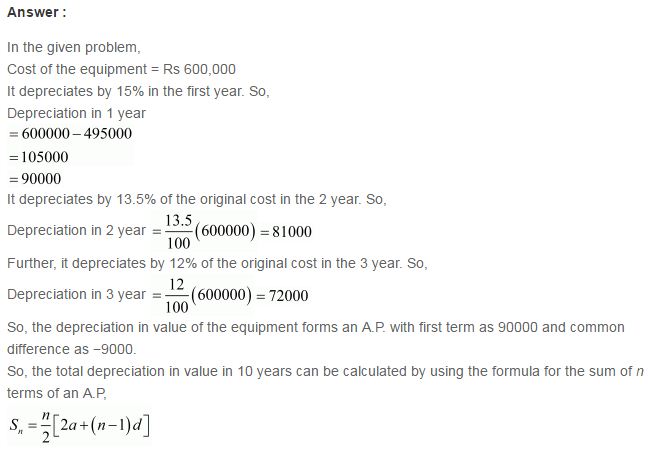 Answer :
In the given problem,
Cost of the equipment = Rs 600,000
It depreciates by 15% in the first year. So,
Depreciation in 1 year
= 600000 − 495000
= 105000
= 90000
It depreciates by 13.5% of the original cost in the 2 year. So,
Depreciation in 2 year = 13.5/100 (600000) = 81000
Further, it depreciates by 12% of the original cost in the 3 year. So,
Depreciation in 3 year = 12/100 (600000) = 72000
So, the depreciation in value of the equipment forms an A.P. with first term as 90000 and common
difference as −9000.
So, the total depreciation in value in 10 years can be calculated by using the formula for the sum of n
terms of an A.P,
Sₙ = n/2 [2a + (n − 1)d]